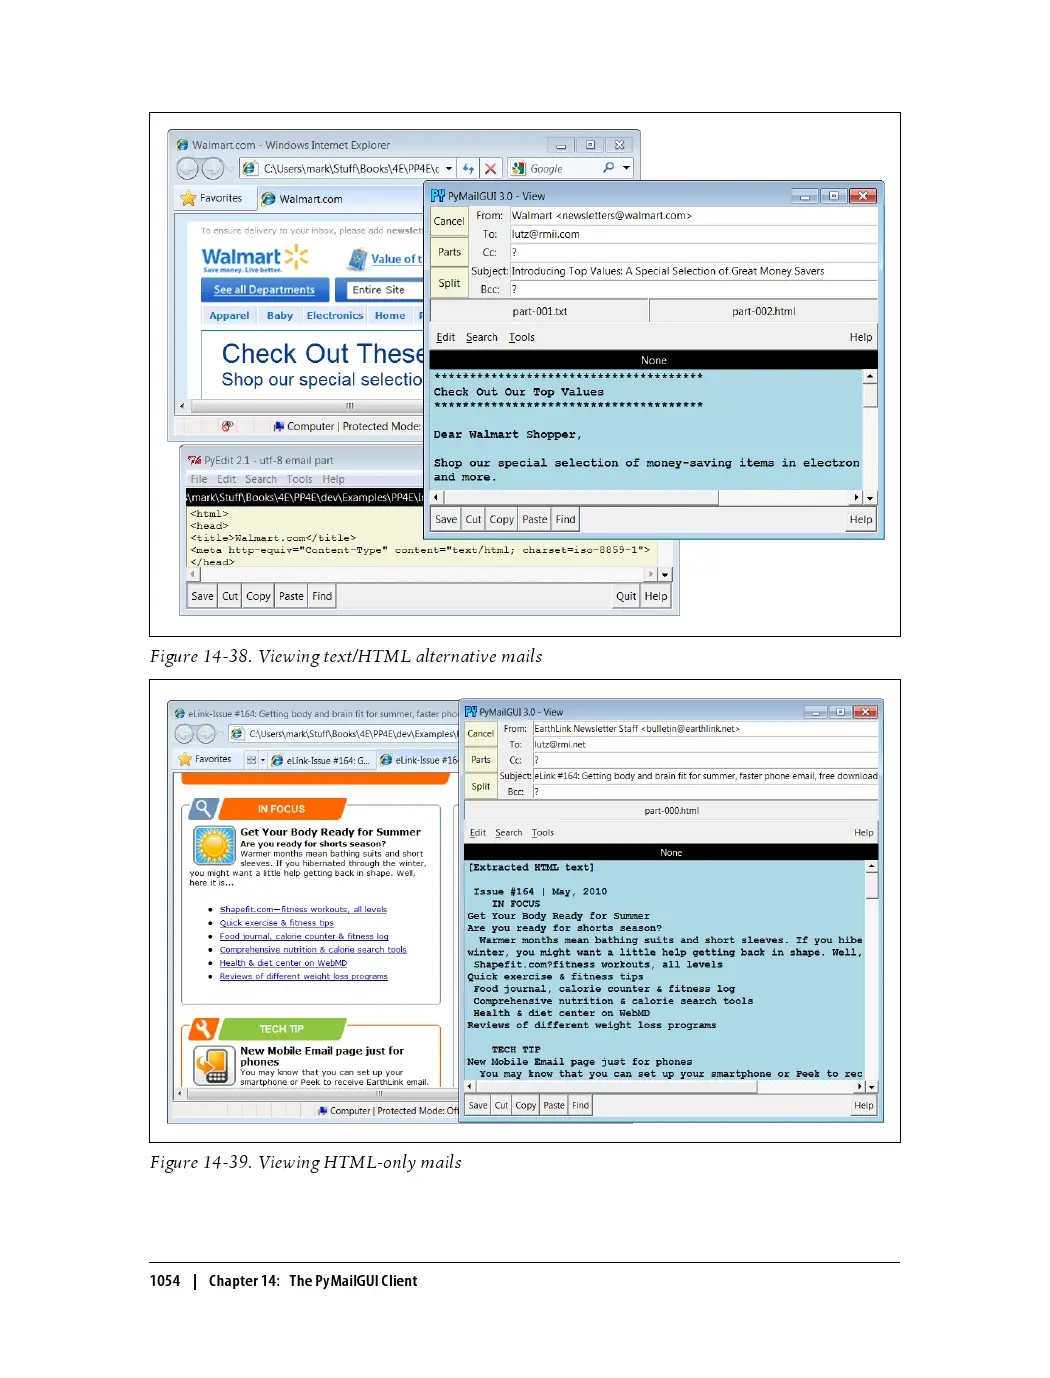 Walmart.com - Windows Internet Explorer
C:\Users\mark\Stuff\Books\4E\PP4E\c
Google
Favorites
Walmart.com
To ensure delivery to your inbox, please add newslet
Walmart
Save money. Live better.
Value of t
See all Departments
Entire Site
Apparel Baby Electronics Home
Check Out These
Shop our special selectio
Computer | Protected Mode:
PyMailGUI 3.0 - View
Cancel
From: Walmart <newsletters@walmart.com>
To: lutz@rmii.com
Parts
Cc: ?
Subject: Introducing Top Values: A Special Selection of Great Money Savers
Split
Bcc: ?
part-001.txt
part-002.html
Edit Search Tools
Help
None
***************************************
Check Out Our Top Values
***************************************
Dear Walmart Shopper,
Shop our special selection of money-saving items in electron
and more.
Save Cut Copy Paste Find
Help
PyEdit 2.1 - utf-8 email part
File Edit Search Tools Help
:\mark\Stuff\Books\4E\PP4E\dev\Examples\PP4E\In
<html>
<head>
<title>Walmart.com</title>
<meta http-equiv="Content-Type" content="text/html; charset=iso-8859-1">
</head>
Save Cut Copy Paste Find
Quit Help
Figure 14-38. Viewing text/HTML alternative mails
eLink-Issue #164: Getting body and brain fit for summer, faster pho
C:\Users\mark\Stuff\Books\4E\PP4E\dev\Examples\
Favorites
eLink-Issue #164: G...
eLink-Issue #16
IN FOCUS
Get Your Body Ready for Summer
Are you ready for shorts season?
Warmer months mean bathing suits and short
sleeves. If you hibernated through the winter,
you might want a little help getting back in shape. Well,
here it is...
Shapefit.com—fitness workouts, all levels
Quick exercise & fitness tips
Food journal, calorie counter & fitness log
Comprehensive nutrition & calorie search tools
Health & diet center on WebMD
Reviews of different weight loss programs
TECH TIP
New Mobile Email page just for
phones
You may know that you can set up your
smartphone or Peek to receive EarthLink email.
Computer | Protected Mode: Off
PyMailGUI 3.0 - View
Cancel
From: EarthLink Newsletter Staff <bulletin@earthlink.net>
To: lutz@rmi.net
Parts
Cc: ?
Subject: eLink #164: Getting body and brain fit for summer, faster phone email, free download
Split
Bcc: ?
part-000.html
Edit Search Tools
Help
None
[Extracted HTML text]
Issue #164 | May, 2010
IN FOCUS
Get Your Body Ready for Summer
Are you ready for shorts season?
Warmer months mean bathing suits and short sleeves. If you hibe
winter, you might want a little help getting back in shape. Well,
Shapefit.com?fitness workouts, all levels
Quick exercise & fitness tips
Food journal, calorie counter & fitness log
Comprehensive nutrition & calorie search tools
Health & diet center on WebMD
Reviews of different weight loss programs
TECH TIP
New Mobile Email page just for phones
You may know that you can set up your smartphone or Peek to rec
Save Cut Copy Paste Find
Help
Figure 14-39. Viewing HTML-only mails
1054 | Chapter 14: The PyMailGUI Client